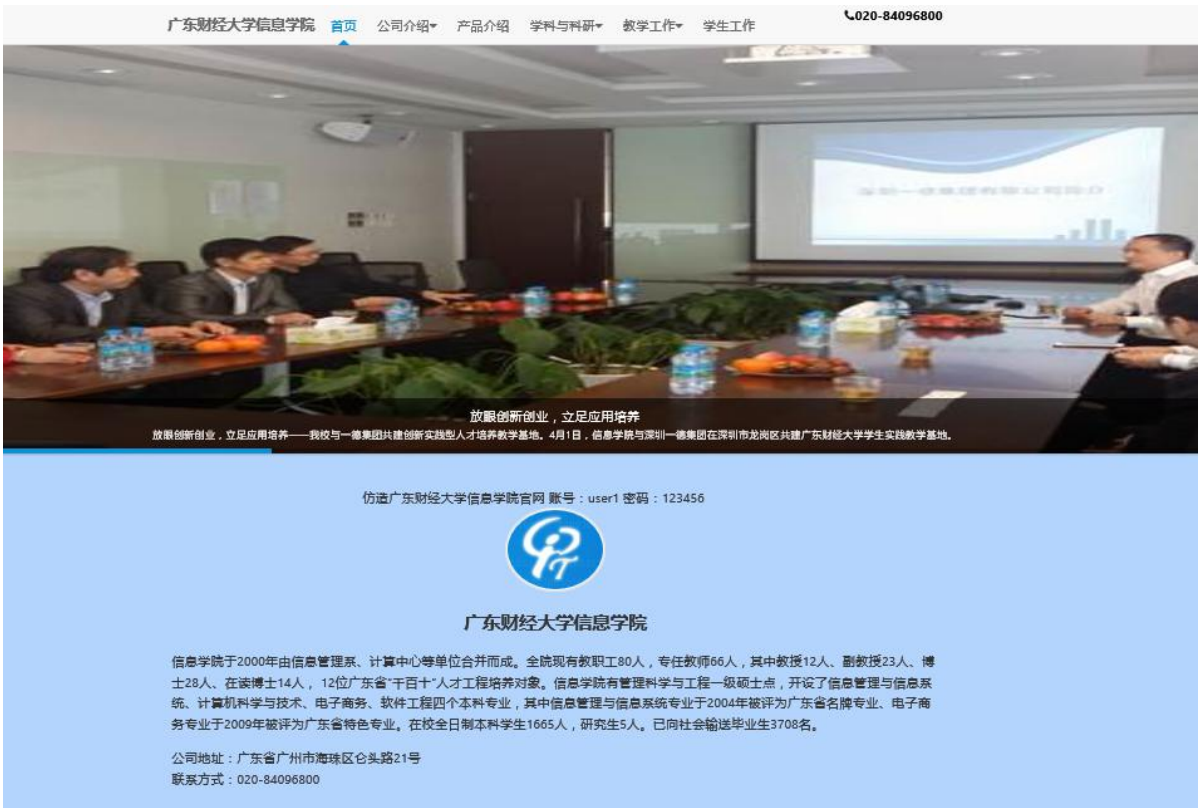 广东财经大学信息学院 首页 公司介绍 产品介绍 学科与科研 教学工作 学生工作 020-84096800
放眼创新创业，立足应用培养
放眼创新创业，立足应用培养——我校与一德集团共建创新实践型人才培养教学基地。4月1日，信息学院与深圳一德集团在深圳市龙岗区共建广东财经大学学生实践教学基地。
仿造广东财经大学信息学院官网 账号：user1 密码：123456
广东财经大学信息学院
信息学院于2000年由信息管理系、计算中心等单位合并而成。全院现有教职工80人，专任教师66人，其中教授12人、副教授23人、博
士28人、在读博士14人， 12位广东省“千百十”人才工程培养对象。信息学院有管理科学与工程一级硕士点，开设了信息管理与信息系
统、计算机科学与技术、电子商务、软件工程四个本科专业，其中信息管理与信息系统专业于2004年被评为广东省名牌专业、电子商
务专业于2009年被评为广东省特色专业。在校全日制本科学生1665人，研究生5人。已向社会输送毕业生3708名。
公司地址：广东省广州市海珠区仑头路21号
联系方式：020-84096800